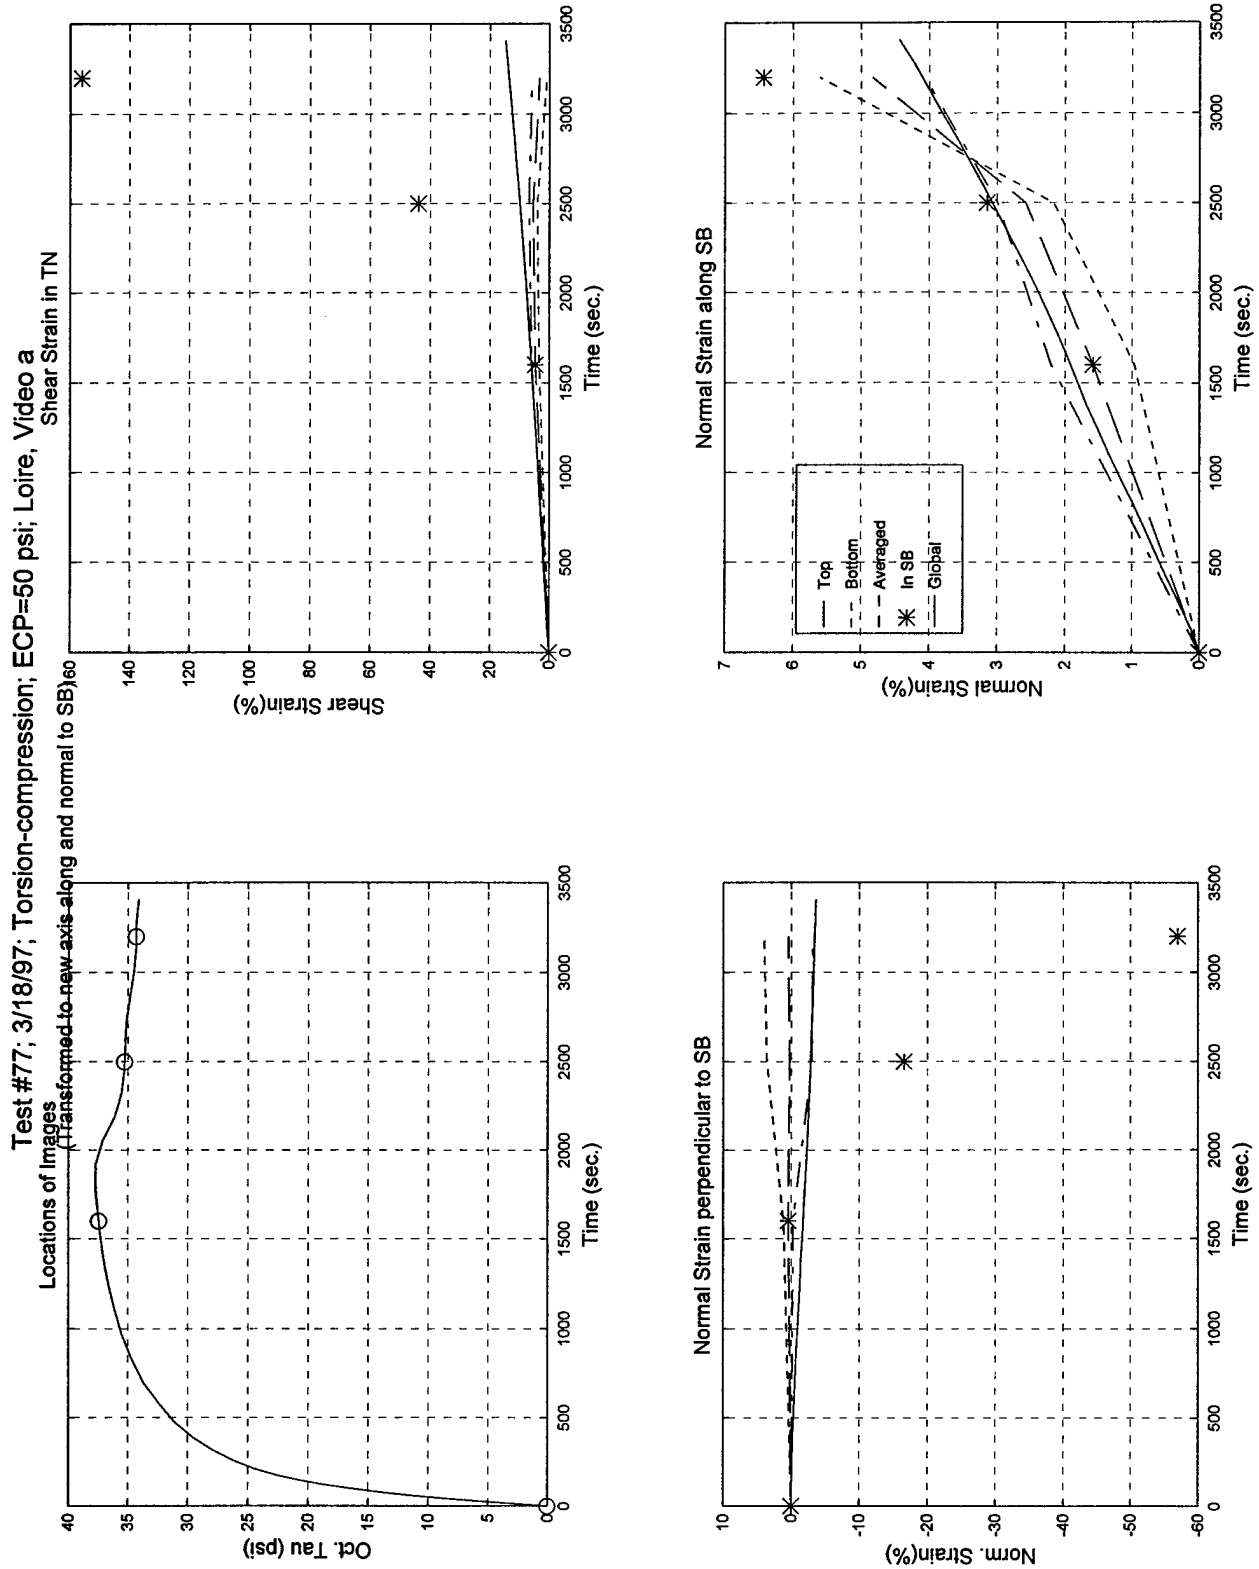 Test #77; 3/18/97; Torsion-compression; ECP=50 psi; Loire, Video a
(Transformed to new axis along and normal to SB)
Locations of Images
40
35
30
25
20
15
10
5
0
Oct. Tau (psi)
0 500 1000 1500 2000 2500 3000 3500
Time (sec.)
Shear Strain in TN
160
140
120
100
80
60
40
20
0
Shear Strain(%)
0 500 1000 1500 2000 2500 3000 3500
Time (sec.)
Normal Strain perpendicular to SB
10
0
-10
-20
-30
-40
-50
-60
Norm. Strain(%)
0 500 1000 1500 2000 2500 3000 3500
Time (sec.)
Normal Strain along SB
7
6
5
4
3
2
1
0
Normal Strain(%)
Top
Bottom
Averaged
In SB
Global
0 500 1000 1500 2000 2500 3000 3500
Time (sec.)